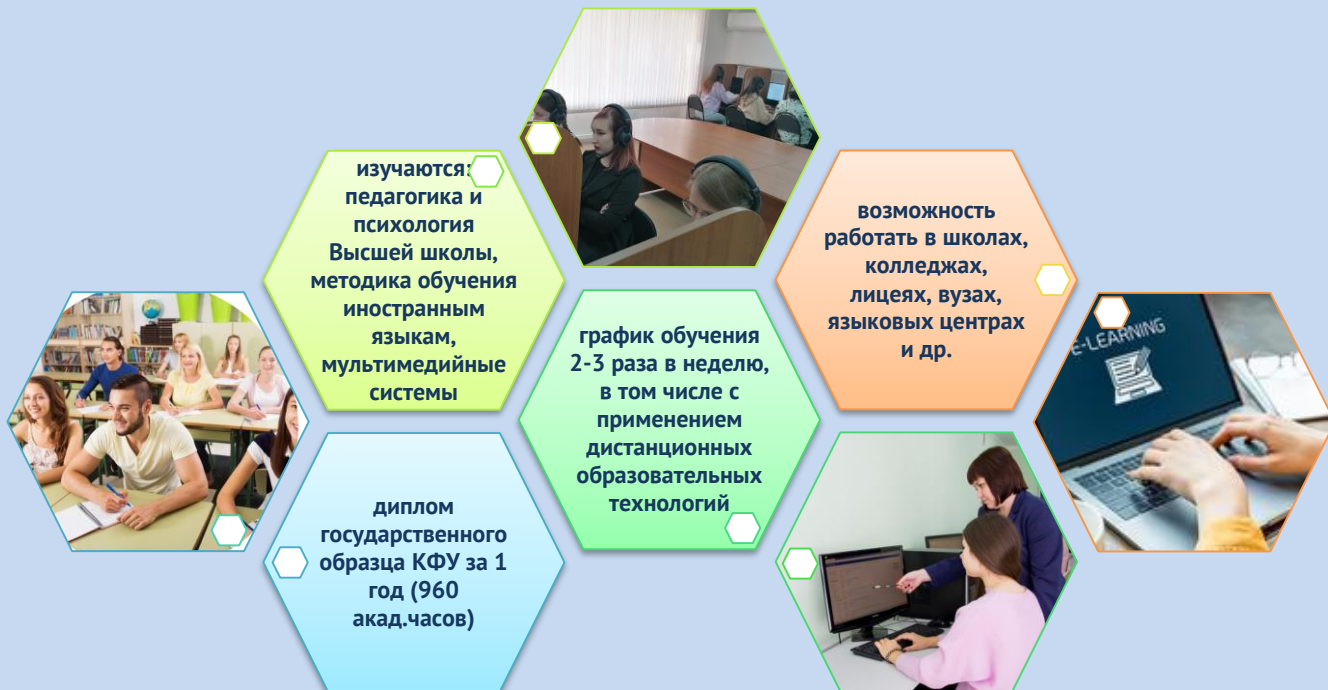 изучаются:
педагогика и
психология
Высшей школы,
методика обучения
иностранным
языкам,
мультимедийные
системы
возможность
работать в школах,
колледжах,
лицеях, вузах,
языковых центрах
и др.
график обучения
2-3 раза в неделю,
в том числе с
применением
дистанционных
образовательных
технологий
E-LEARNING
диплом
государственного
образца КФУ за 1
год (960
акад.часов)